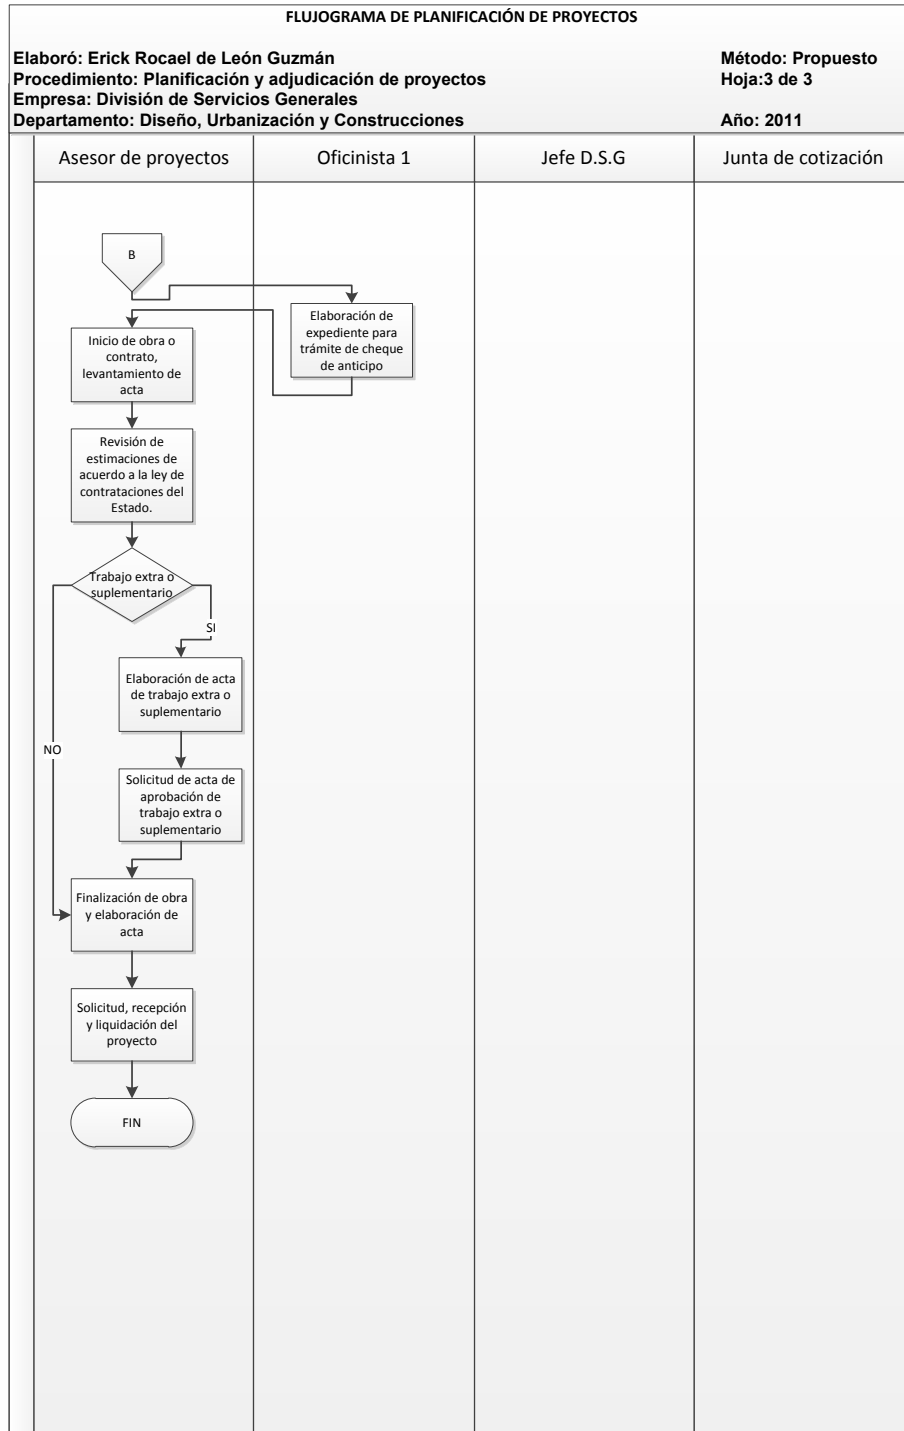 FLUJOGRAMA DE PLANIFICACIÓN DE PROYECTOS
Elaboró: Erick Rocael de León Guzmán
Método: Propuesto
Procedimiento: Planificación y adjudicación de proyectos
Hoja:3 de 3
Empresa: División de Servicios Generales
Departamento: Diseño, Urbanización y Construcciones
Año: 2011
Asesor de proyectos
Oficinista 1
Jefe D.S.G
Junta de cotización
B
Elaboración de
expediente para
trámite de cheque
de anticipo
Inicio de obra o
contrato,
levantamiento de
acta
Revisión de
estimaciones de
acuerdo a la ley de
contrataciones del
Estado.
Trabajo extra o
suplementario
SI
Elaboración de acta
de trabajo extra o
suplementario
NO
Solicitud de acta de
aprobación de
trabajo extra o
suplementario
Finalización de obra
y elaboración de
acta
Solicitud, recepción
y liquidación del
proyecto
FIN